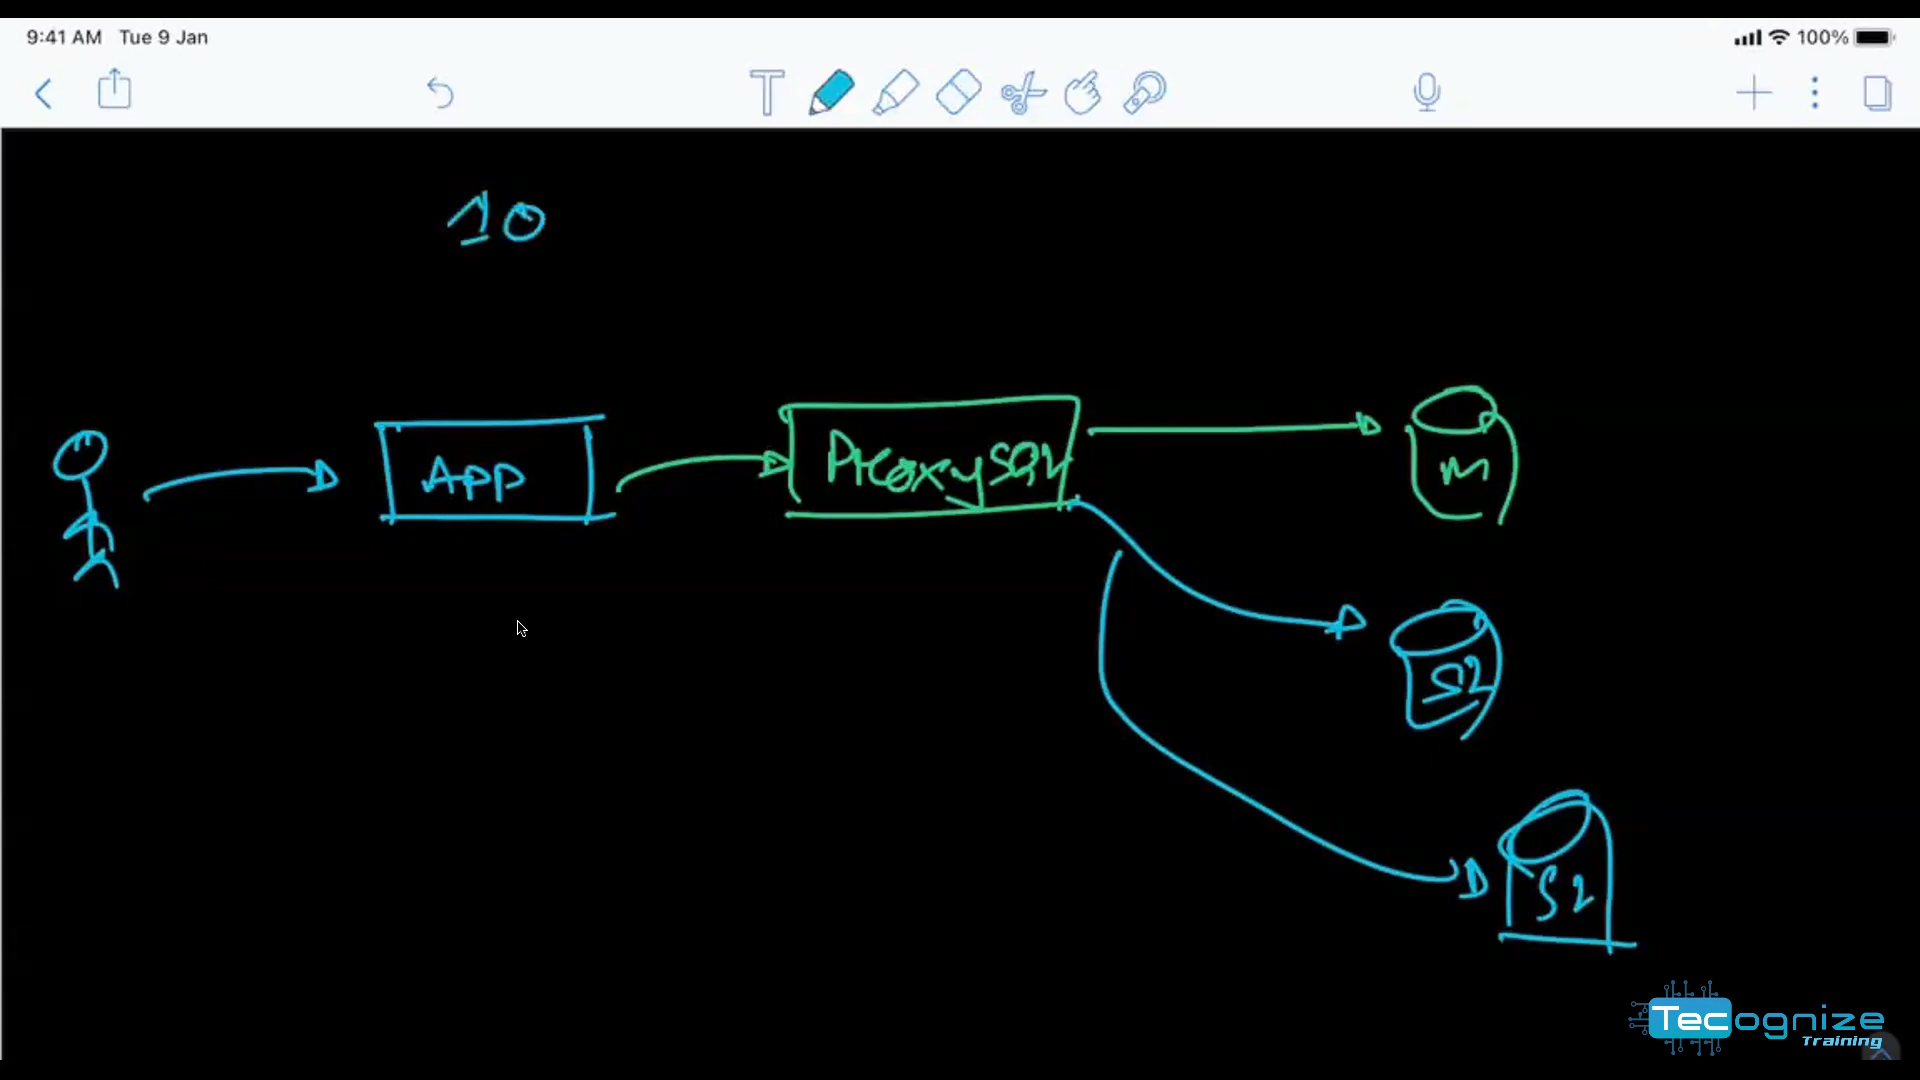 9:41 AM Tue 9 Jan
100%
T
10
App
ProxySQL
M
S2
S2
Tecognize
Training